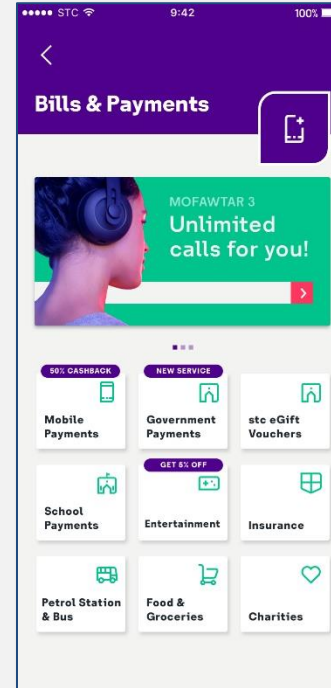 STC 9:42 100%
Bills & Payments
MOFAWTAR 3
Unlimited
calls for you!
50% CASHBACK
Mobile
Payments
NEW SERVICE
Government
Payments
stc eGift
Vouchers
School
Payments
GET 5% OFF
Entertainment
Insurance
Petrol Station
& Bus
Food &
Groceries
Charities